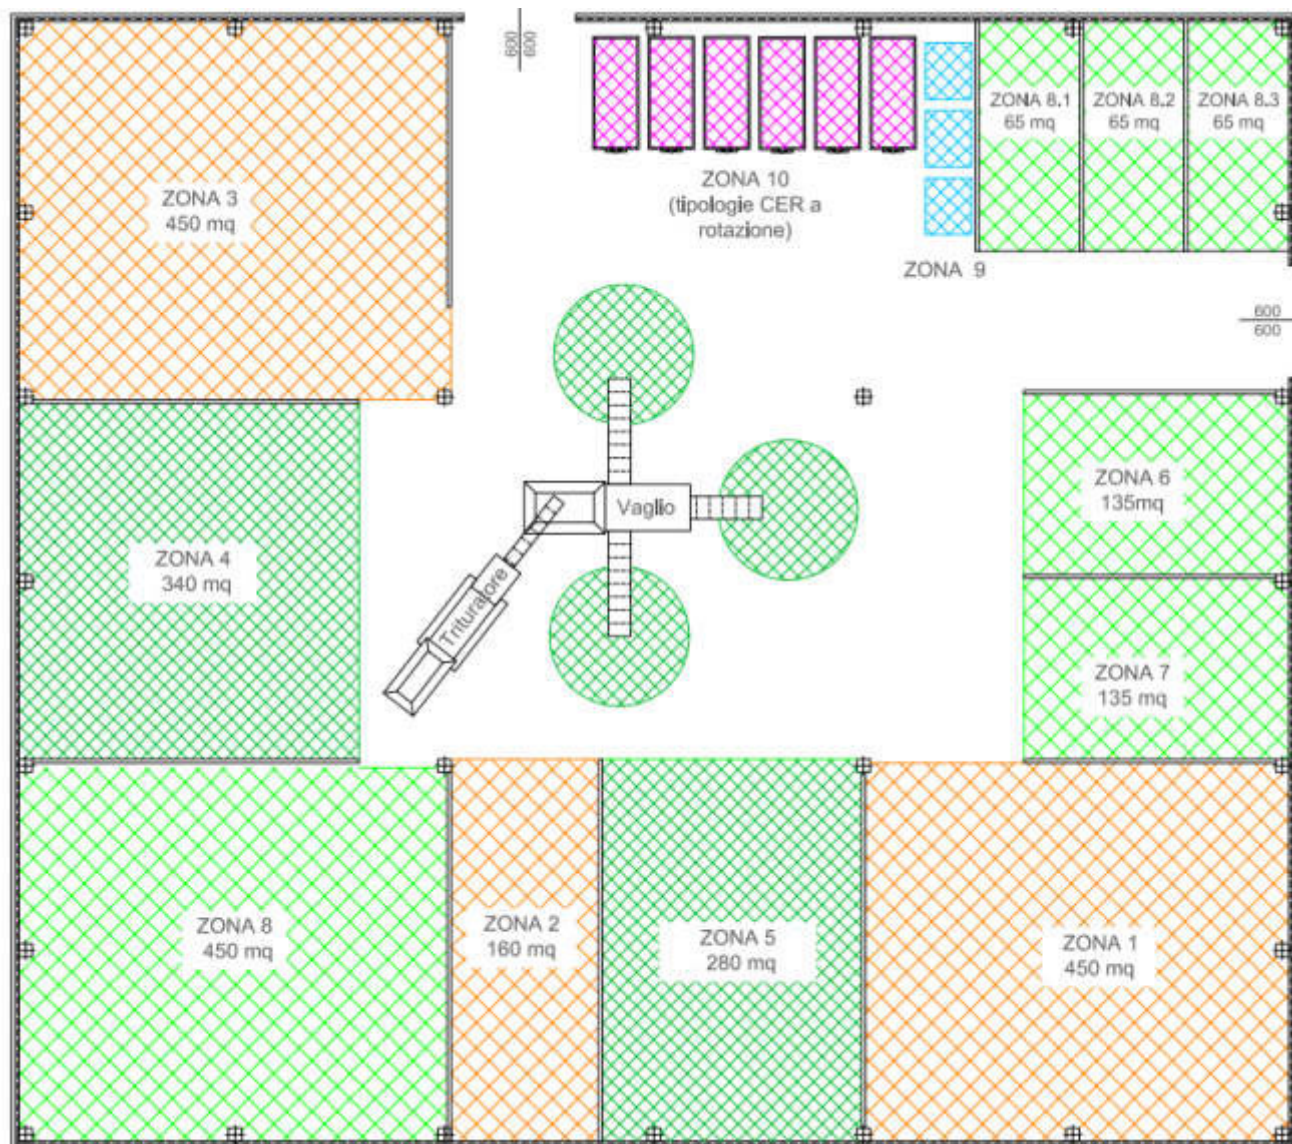 600
600
ZONA 3
450 mq
ZONA 10
(tipologie CER a
rotazione)
ZONA 9
ZONA 8.1
65 mq
ZONA 8.2
65 mq
ZONA 8.3
65 mq
600
600
ZONA 4
340 mq
Vaglio
Trituratore
ZONA 6
135mq
ZONA 7
135 mq
ZONA 8
450 mq
ZONA 2
160 mq
ZONA 5
280 mq
ZONA 1
450 mq